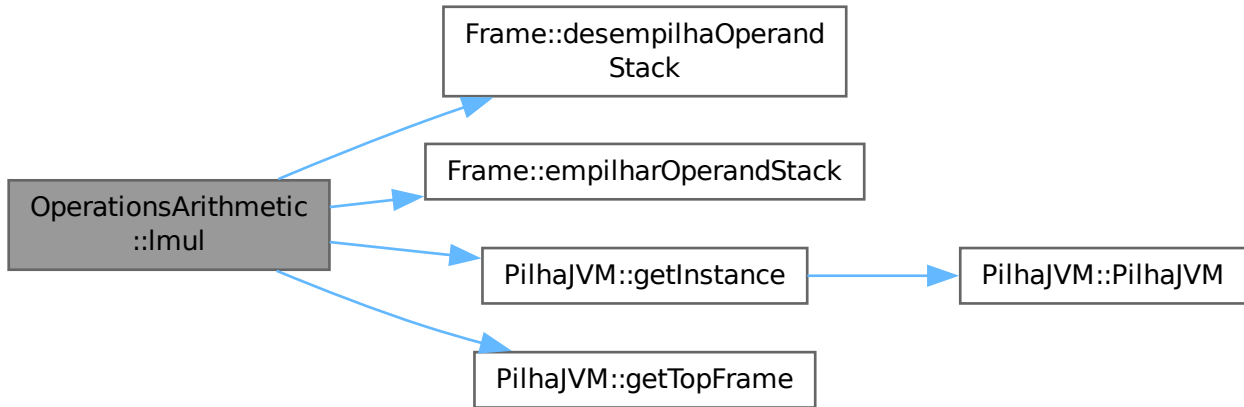 Frame::desempilhaOperand
Stack
Frame::empilharOperandStack
OperationsArithmetic
::lmul
PilhaJVM::getInstance
PilhaJVM::PilhaJVM
PilhaJVM::getTopFrame